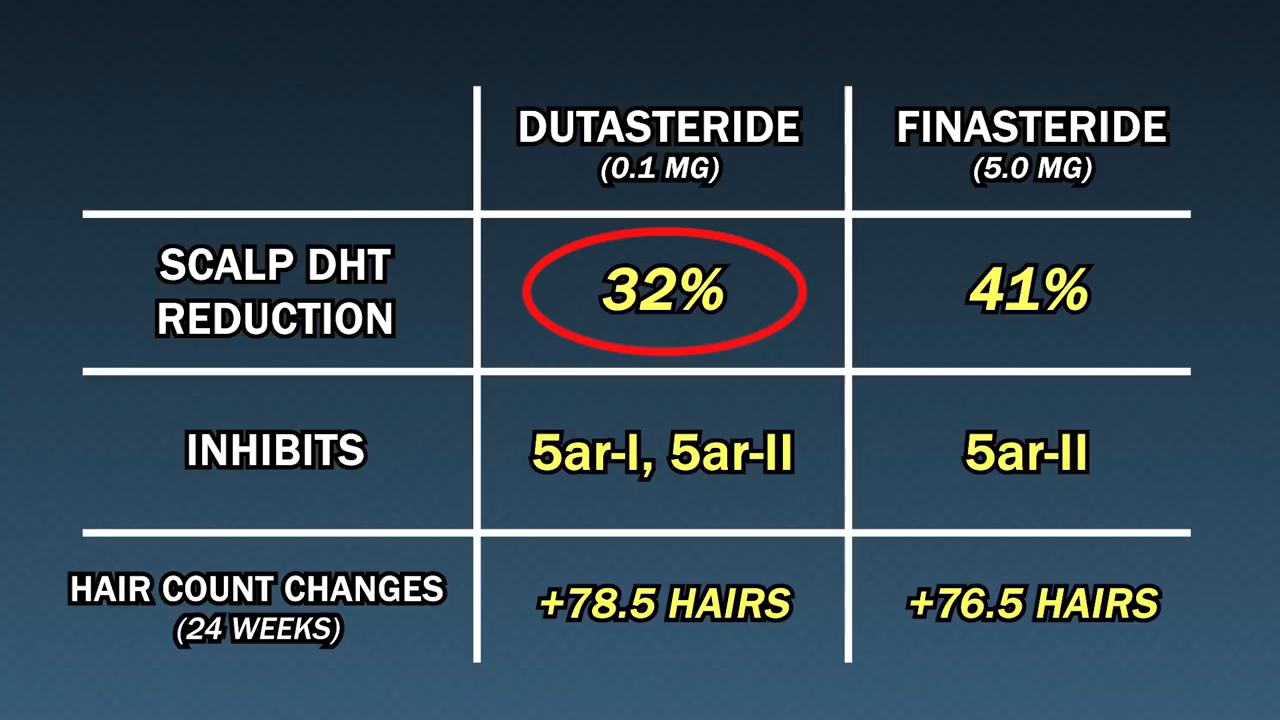 DUTASTERIDE
(0.1 MG)
FINASTERIDE
(5.0 MG)
SCALP DHT
REDUCTION
32%
41%
INHIBITS
5ar-I, 5ar-II
5ar-II
HAIR COUNT CHANGES
(24 WEEKS)
+78.5 HAIRS
+76.5 HAIRS